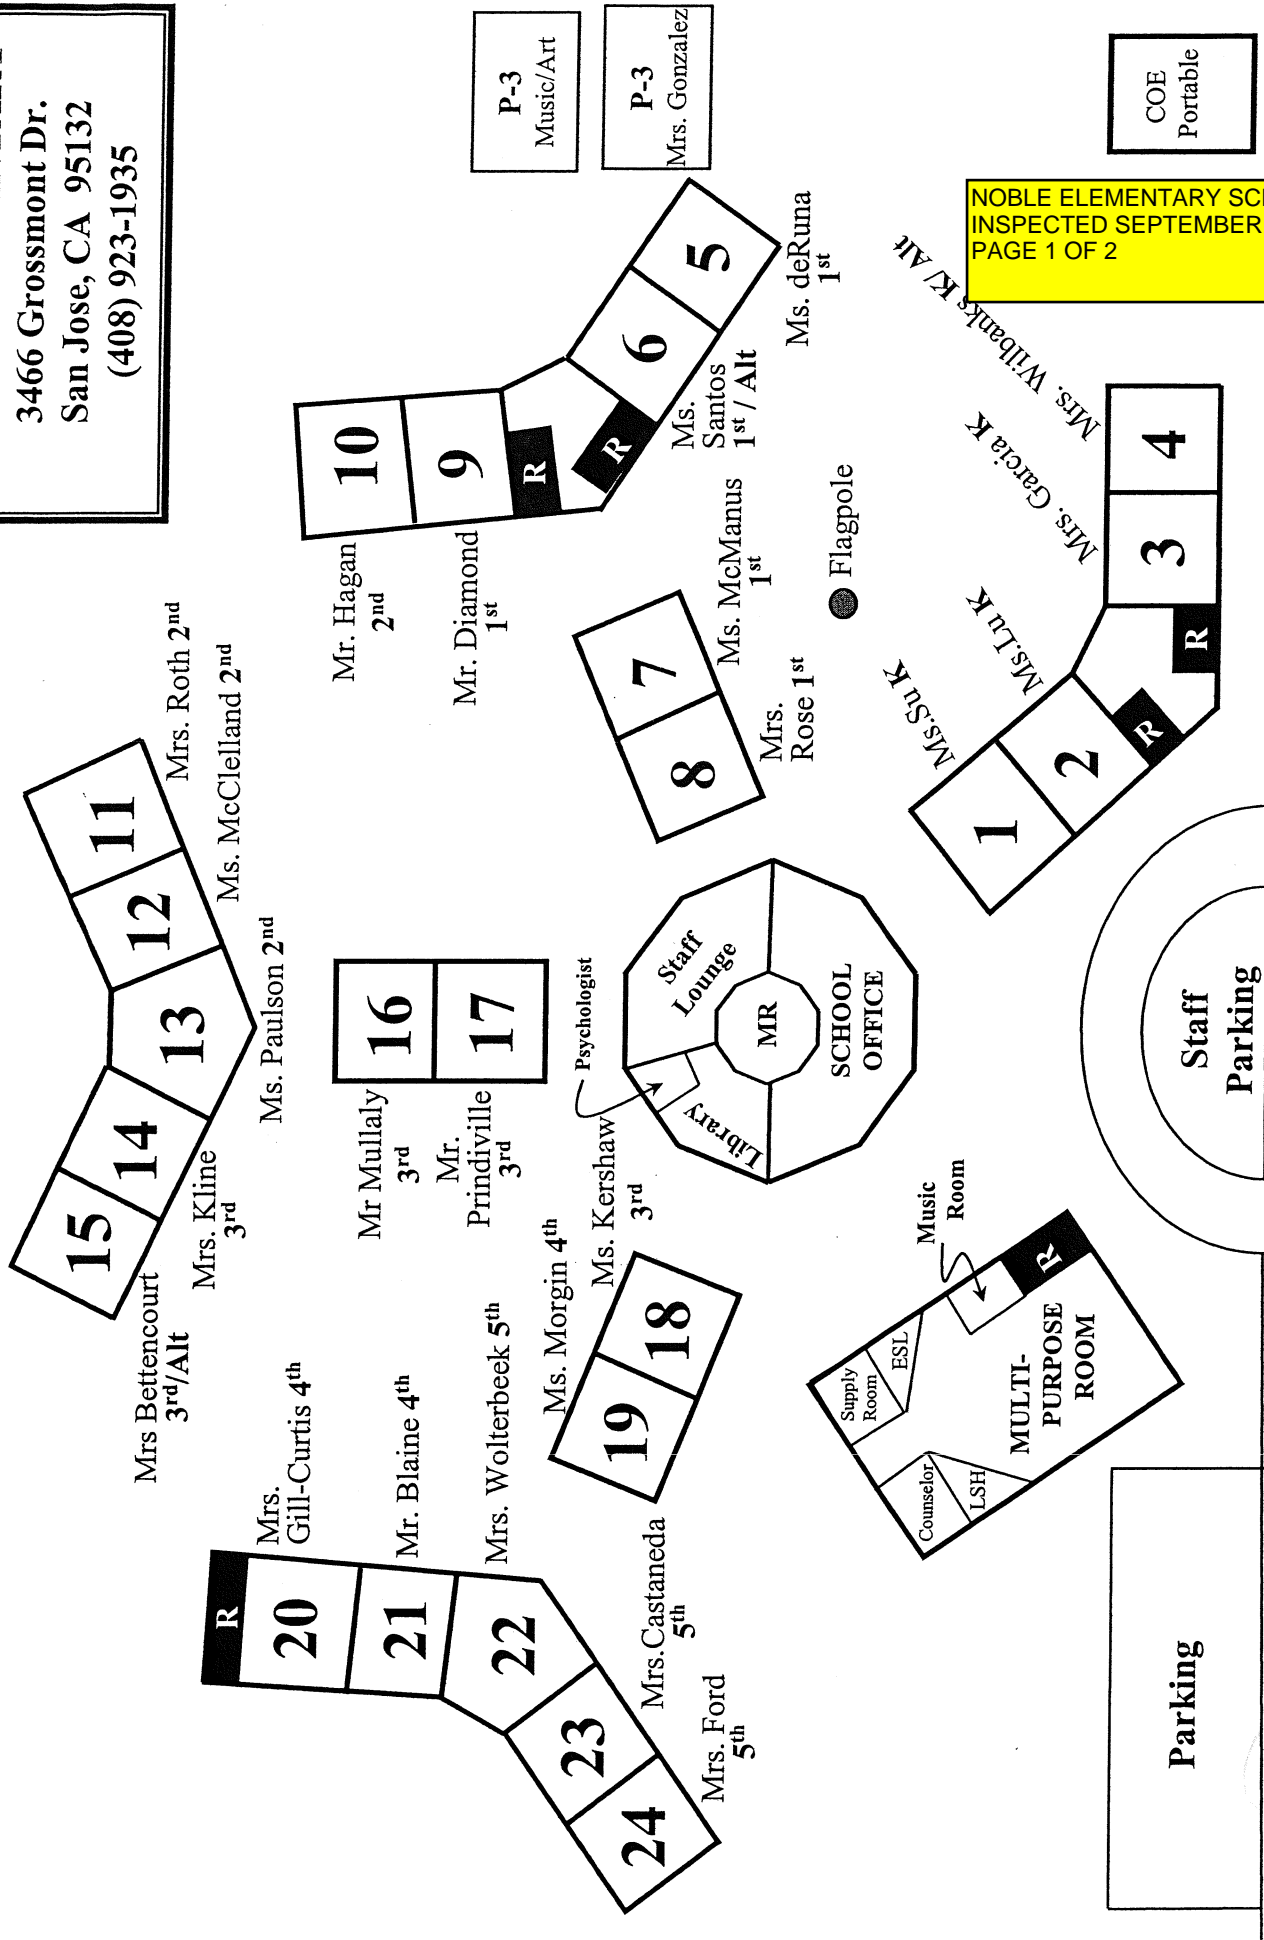 3466 Grossmont Dr.
San Jose, CA 95132
(408) 923-1935
NOBLE ELEMENTARY
INSPECTED SEPTEMBER
PAGE 1 OF 2
P-3
Music/Art
P-3
Mrs. Gonzalez
COE
Portable
10
9
R
R
6
5
Mr. Hagan
2nd
Mr. Diamond
1st
Ms.
Santos
1st / Alt
Ms. deRuna
1st
11
12
13
14
15
Mrs. Roth 2nd
Ms. McClelland 2nd
Ms. Paulson 2nd
Mrs. Kline
3rd
Mrs Bettencourt
3rd/Alt
7
8
Ms. McManus
1st
Mrs.
Rose 1st
Flagpole
Mrs. Wilbanks K/ Alt
Mrs. Garcia K
Ms.Lu K
Ms.Su K
4
3
R
R
2
1
16
17
Mr Mullaly
3rd
Mr.
Prindiville
3rd
Psychologist
Staff
Lounge
MR
Library
SCHOOL
OFFICE
Staff
Parking
Ms. Kershaw
3rd
Ms. Morgin 4th
18
19
Music
Room
R
Supply
Room
ESL
Counselor
LSH
MULTI-
PURPOSE
ROOM
R
20
21
22
23
24
Mrs.
Gill-Curtis 4th
Mr. Blaine 4th
Mrs. Wolterbeek 5th
Mrs.Castaneda
5th
Mrs. Ford
5th
Parking